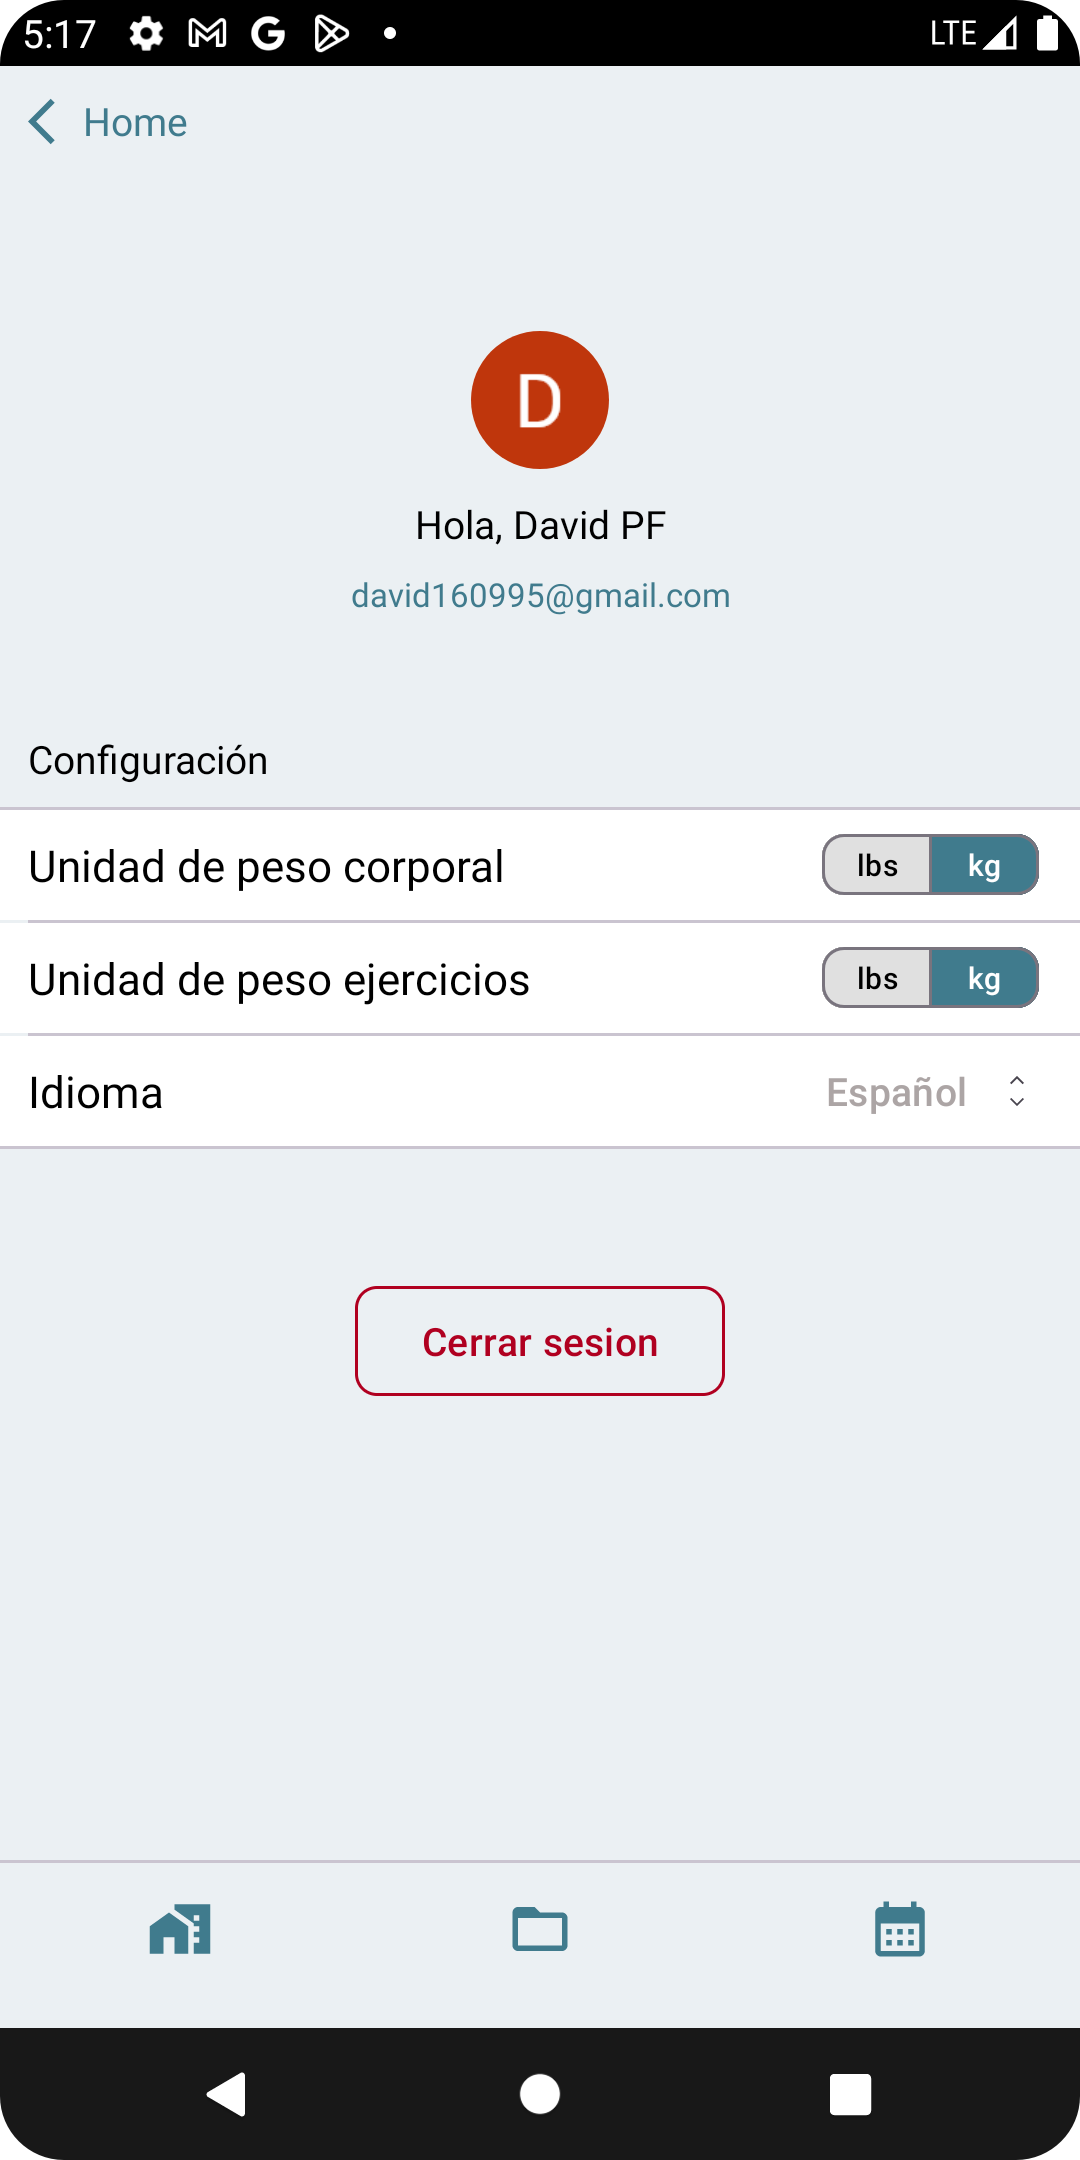 5:17
LTE
Home
D
Hola, David PF
david160995@gmail.com
Configuración
Unidad de peso corporal lbs kg
Unidad de peso ejercicios lbs kg
Idioma Español
Cerrar sesion